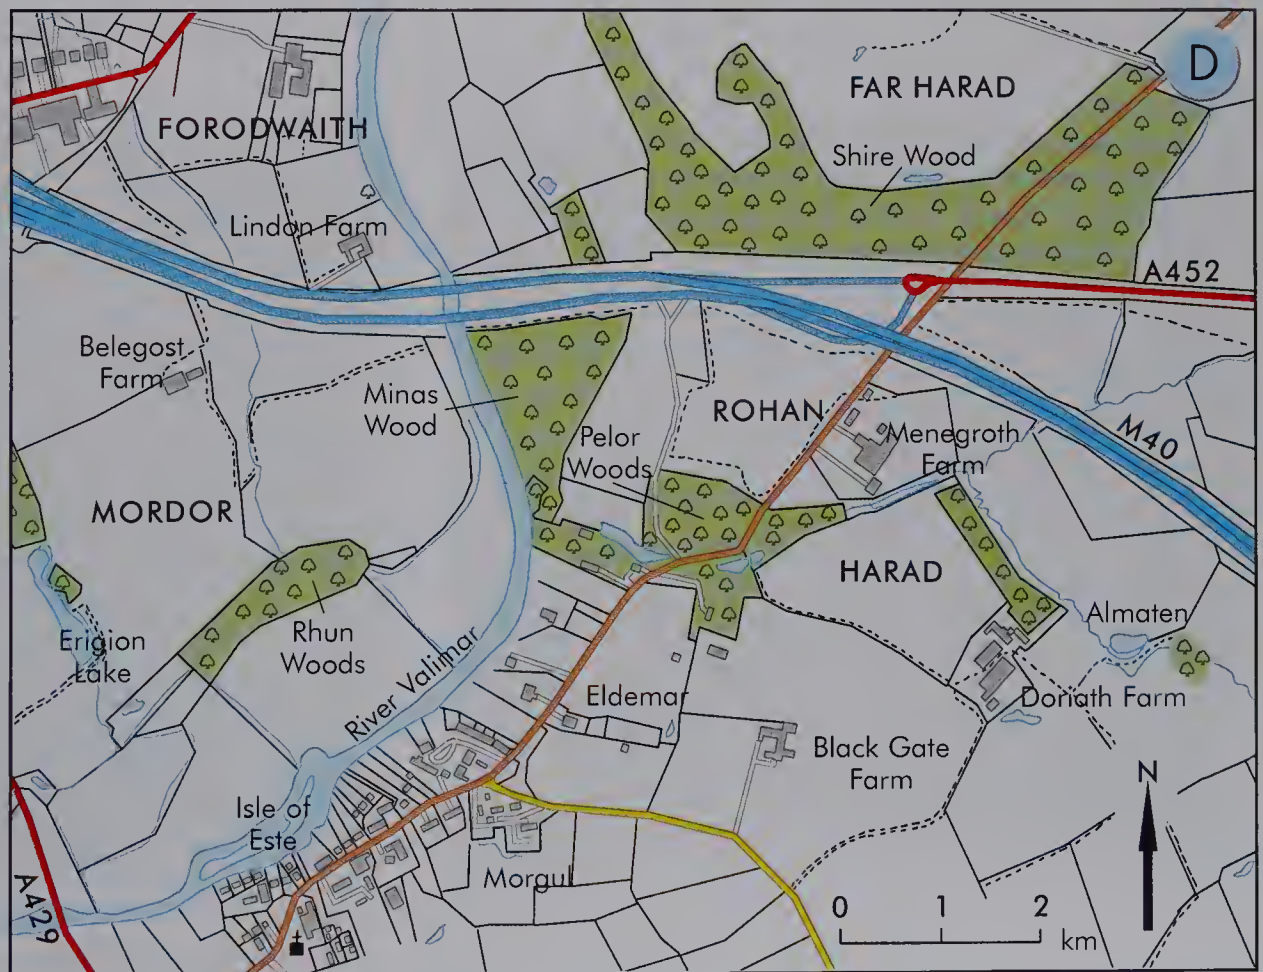 D
FAR HARAD
FORODWAITH
Shire Wood
Lindon Farm
A452
Belegost
Farm
Minas
Wood
ROHAN
Pelor
Woods
Menegroth
Farm
M40
MORDOR
HARAD
Almaten
Erigion
Lake
Rhun
Woods
River Valimar
Eldemar
Doriath Farm
Black Gate
Farm
N
Isle of
Este
Morgul
A429
0 1 2
km